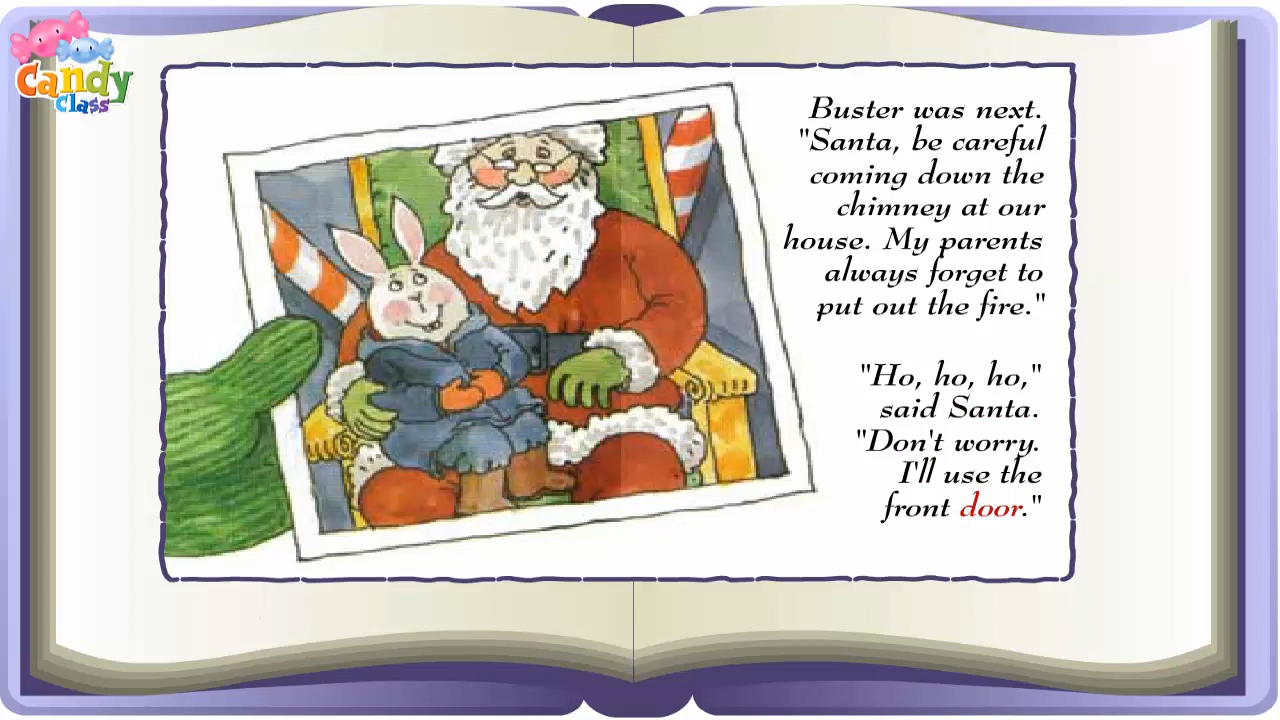 Candy
Class
Buster was next.
"Santa, be careful
coming down the
chimney at our
house. My parents
always forget to
put out the fire."
"Ho, ho, ho,"
said Santa.
"Don't worry.
I'll use the
front door."